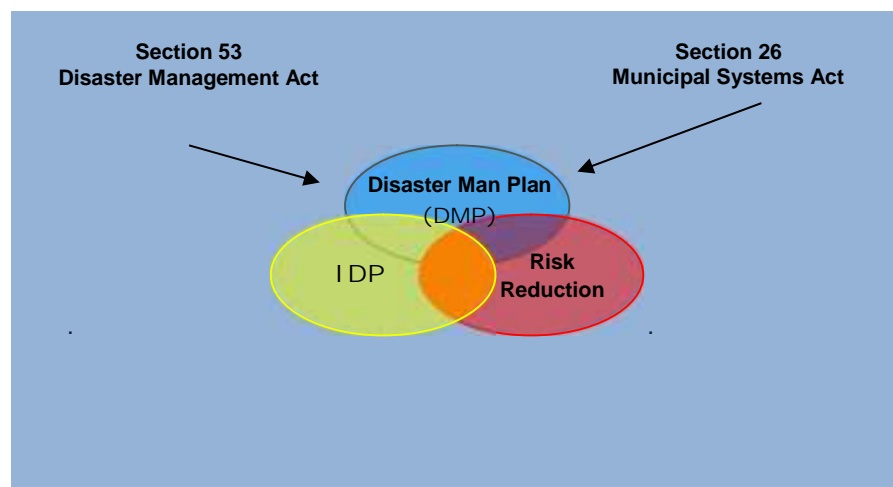 Section 53
Disaster Management Act
Section 26
Municipal Systems Act
Disaster Man Plan
(DMP)
IDP
Risk
Reduction
.
.